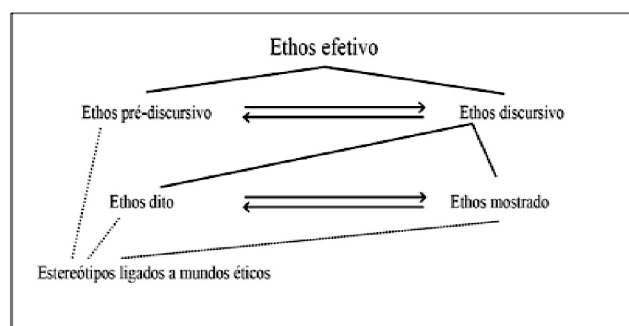 Ethos efetivo
Ethos pré-discursivo
Ethos discursivo
Ethos dito
Ethos mostrado
Estereótipos ligados a mundos éticos